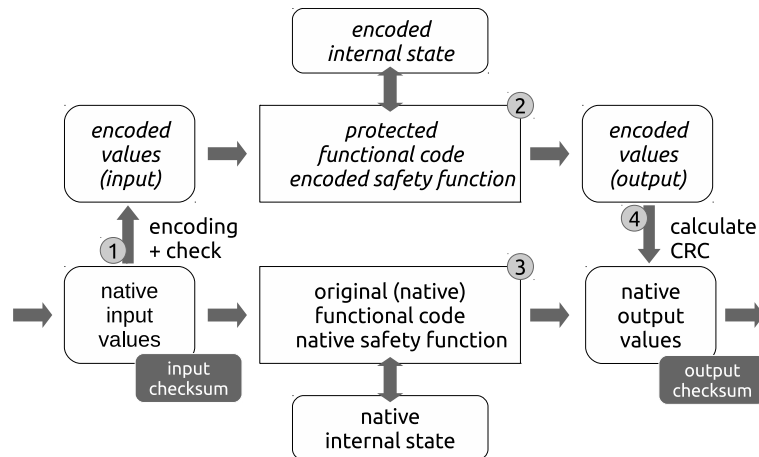 encoded
internal state
2
encoded
values
(input)
protected
functional code
encoded safety function
encoded
values
(output)
1
encoding
+ check
4
calculate
CRC
3
native
input
values
original (native)
functional code
native safety function
native
output
values
input
checksum
output
checksum
native
internal state